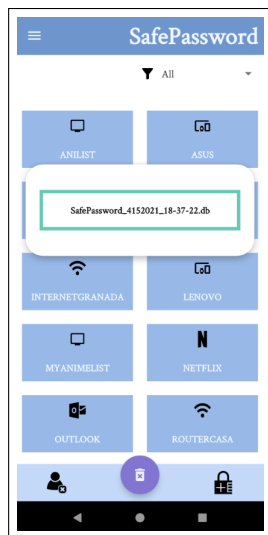 SafePassword
All
ANILIST
ASUS
SafePassword_4152021_18-37-22.db
INTERNETGRANADA
LENOVO
MYANIMELIST
N
NETFLIX
OUTLOOK
ROUTERCASA